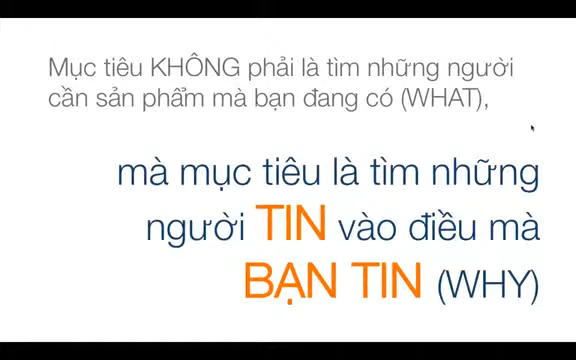 Mục tiêu KHÔNG phải là tìm những người
cần sản phẩm mà bạn đang có (WHAT),
mà mục tiêu là tìm những
người TIN vào điều mà
BẠN TIN (WHY)